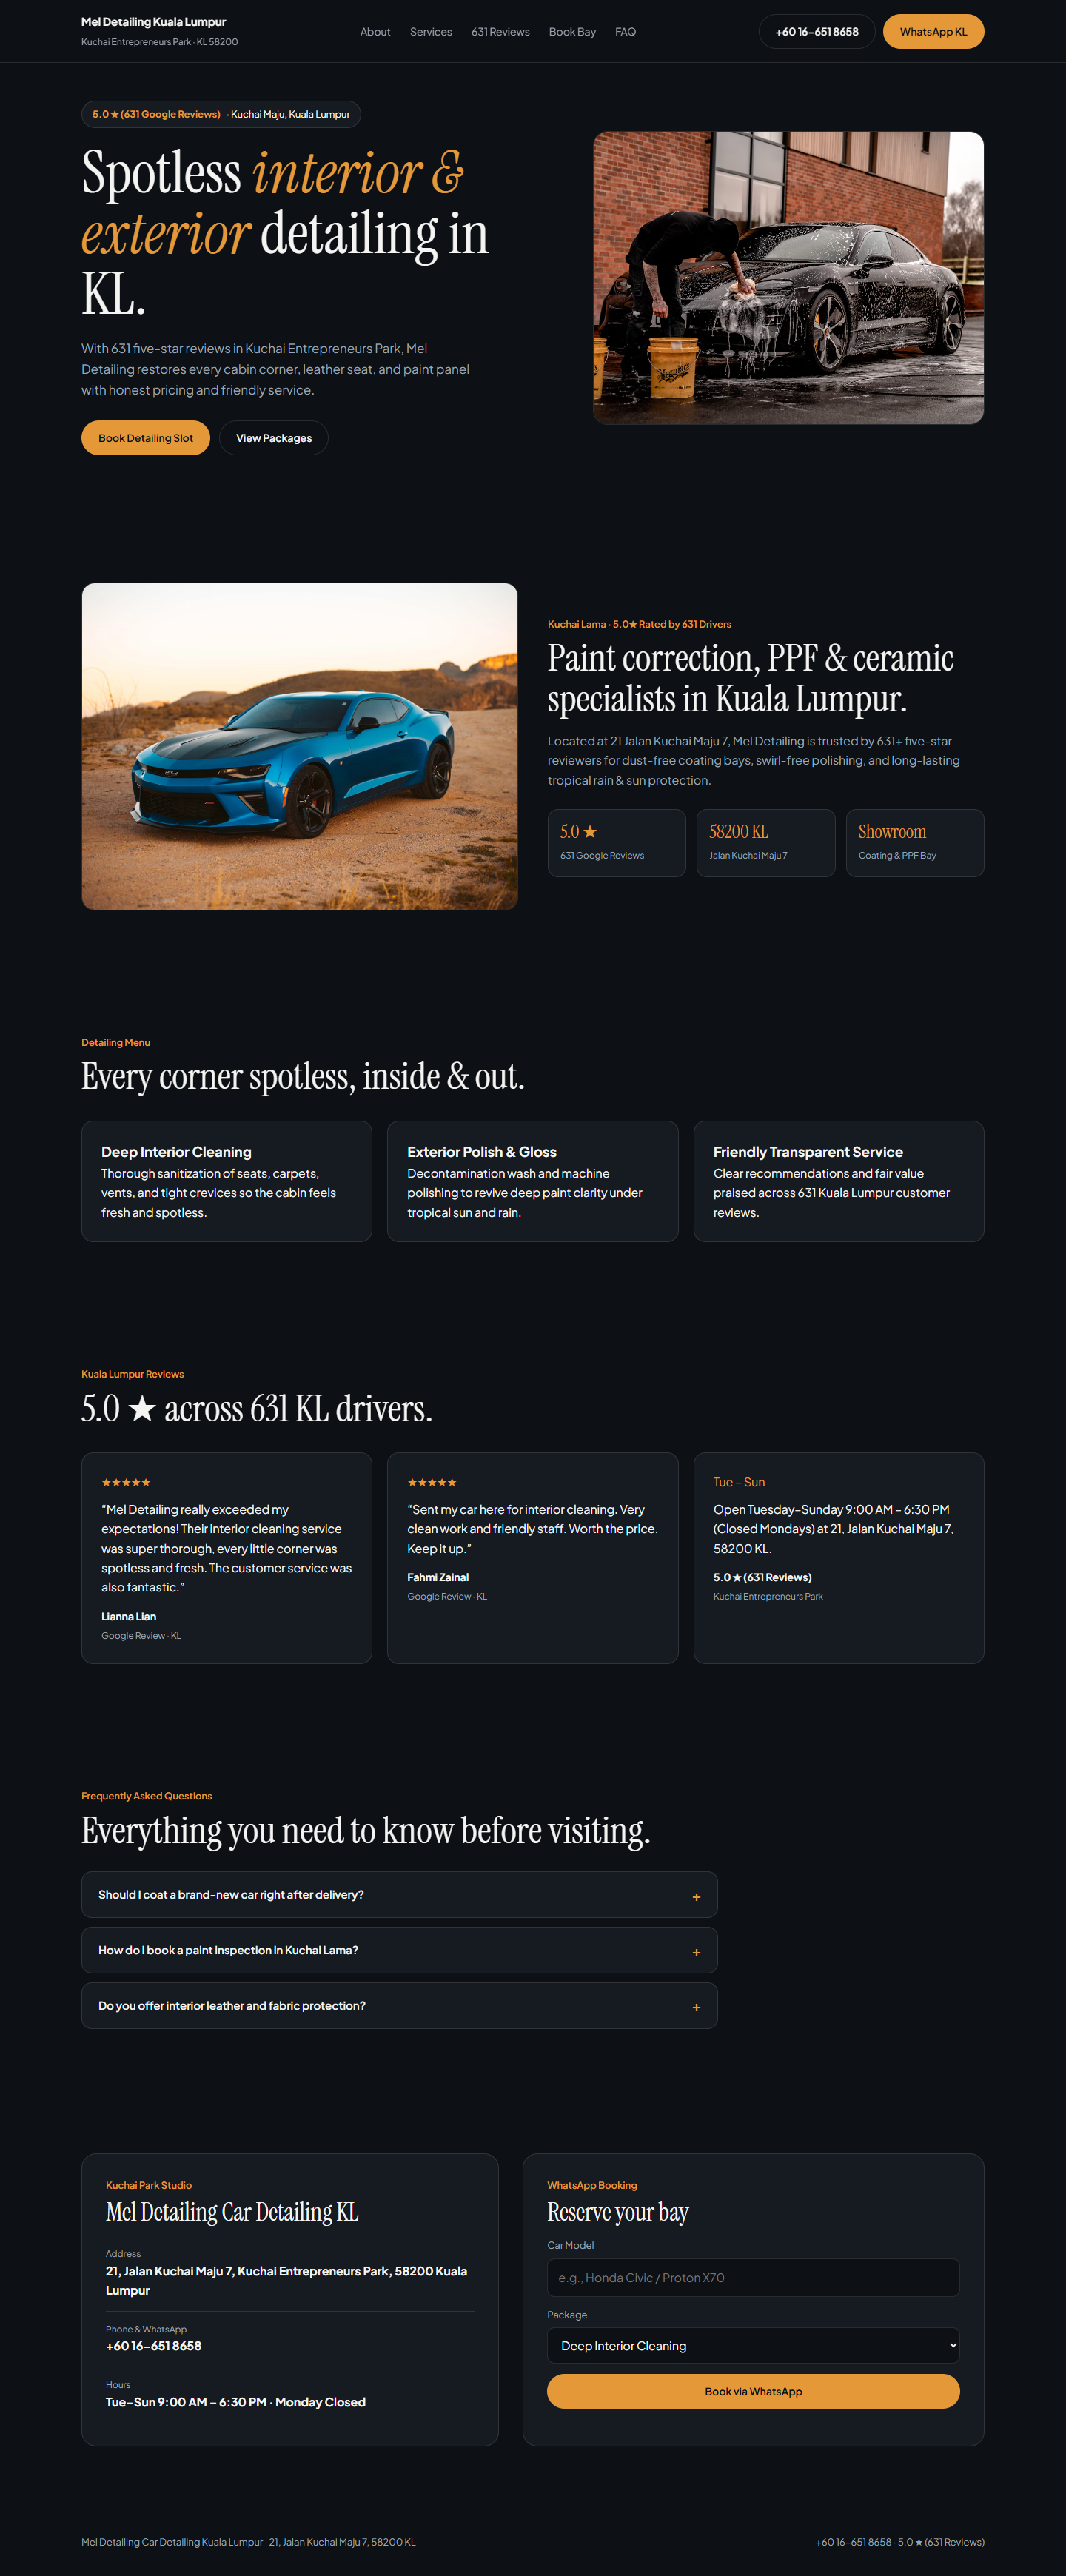 Mel Detailing Kuala Lumpur
Kuchai Entrepreneurs Park · KL 58200
About
Services
631 Reviews
Book Bay
FAQ
+60 16-651 8658
WhatsApp KL
5.0 ★ (631 Google Reviews) · Kuchai Maju, Kuala Lumpur
Spotless interior &
exterior detailing in
KL.
With 631 five-star reviews in Kuchai Entrepreneurs Park, Mel
Detailing restores every cabin corner, leather seat, and paint panel
with honest pricing and friendly service.
Book Detailing Slot
View Packages
Kuchai Lama · 5.0★ Rated by 631 Drivers
Paint correction, PPF & ceramic
specialists in Kuala Lumpur.
Located at 21 Jalan Kuchai Maju 7, Mel Detailing is trusted by 631+ five-star
reviewers for dust-free coating bays, swirl-free polishing, and long-lasting
tropical rain & sun protection.
5.0 ★
631 Google Reviews
58200 KL
Jalan Kuchai Maju 7
Showroom
Coating & PPF Bay
Detailing Menu
Every corner spotless, inside & out.
Deep Interior Cleaning
Thorough sanitization of seats, carpets,
vents, and tight crevices so the cabin feels
fresh and spotless.
Exterior Polish & Gloss
Decontamination wash and machine
polishing to revive deep paint clarity under
tropical sun and rain.
Friendly Transparent Service
Clear recommendations and fair value
praised across 631 Kuala Lumpur customer
reviews.
Kuala Lumpur Reviews
5.0 ★ across 631 KL drivers.
★★★★★
“Mel Detailing really exceeded my
expectations! Their interior cleaning service
was super thorough, every little corner was
spotless and fresh. The customer service was
also fantastic.”
Lianna Lian
Google Review · KL
★★★★★
“Sent my car here for interior cleaning. Very
clean work and friendly staff. Worth the price.
Keep it up.”
Fahmi Zainal
Google Review · KL
Tue – Sun
Open Tuesday–Sunday 9:00 AM – 6:30 PM
(Closed Mondays) at 21, Jalan Kuchai Maju 7,
58200 KL.
5.0 ★ (631 Reviews)
Kuchai Entrepreneurs Park
Frequently Asked Questions
Everything you need to know before visiting.
Should I coat a brand-new car right after delivery?
+
How do I book a paint inspection in Kuchai Lama?
+
Do you offer interior leather and fabric protection?
+
Kuchai Park Studio
Mel Detailing Car Detailing KL
Address
21, Jalan Kuchai Maju 7, Kuchai Entrepreneurs Park, 58200 Kuala
Lumpur
Phone & WhatsApp
+60 16-651 8658
Hours
Tue–Sun 9:00 AM – 6:30 PM · Monday Closed
WhatsApp Booking
Reserve your bay
Car Model
e.g., Honda Civic / Proton X70
Package
Deep Interior Cleaning
Book via WhatsApp
Mel Detailing Car Detailing Kuala Lumpur · 21, Jalan Kuchai Maju 7, 58200 KL
+60 16-651 8658 · 5.0 ★ (631 Reviews)